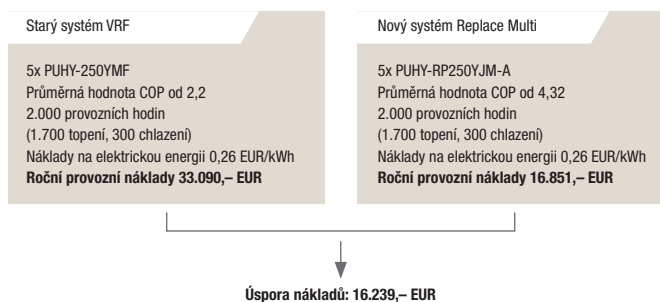 Starý systém VRF
5x PUHY-250YMF
Průměrná hodnota COP od 2,2
2.000 provozních hodin
(1.700 topení, 300 chlazení)
Náklady na elektrickou energii 0,26 EUR/kWh
Roční provozní náklady 33.090,– EUR
Nový systém Replace Multi
5x PUHY-RP250YJM-A
Průměrná hodnota COP od 4,32
2.000 provozních hodin
(1.700 topení, 300 chlazení)
Náklady na elektrickou energii 0,26 EUR/kWh
Roční provozní náklady 16.851,– EUR
Úspora nákladů: 16.239,– EUR